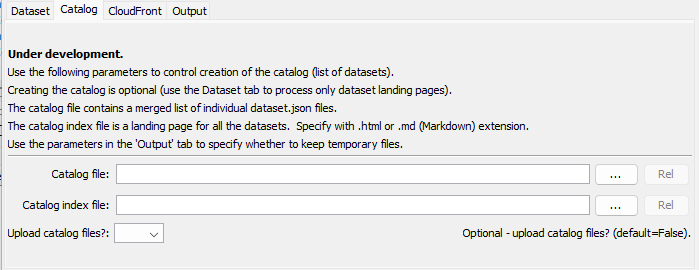 Dataset Catalog CloudFront Output
Under development.
Use the following parameters to control creation of the catalog (list of datasets).
Creating the catalog is optional (use the Dataset tab to process only dataset landing pages).
The catalog file contains a merged list of individual dataset.json files.
The catalog index file is a landing page for all the datasets.  Specify with .html or .md (Markdown) extension.
Use the parameters in the 'Output' tab to specify whether to keep temporary files.
Catalog file: ... Rel
Catalog index file: ... Rel
Upload catalog files?: Optional - upload catalog files? (default=False).